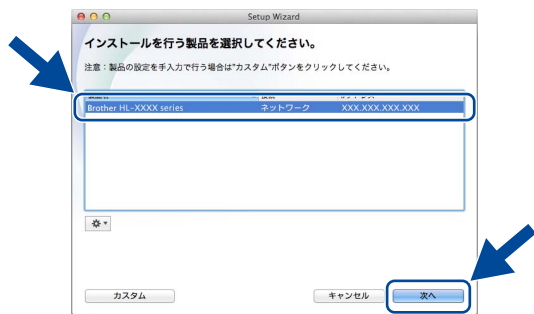 Setup Wizard
インストールを行う製品を選択してください。
注意：製品の設定を手入力で行う場合は"カスタム"ボタンをクリックしてください。
Brother HL-XXXX series ネットワーク XXX.XXX.XXX.XXX
カスタム キャンセル 次へ